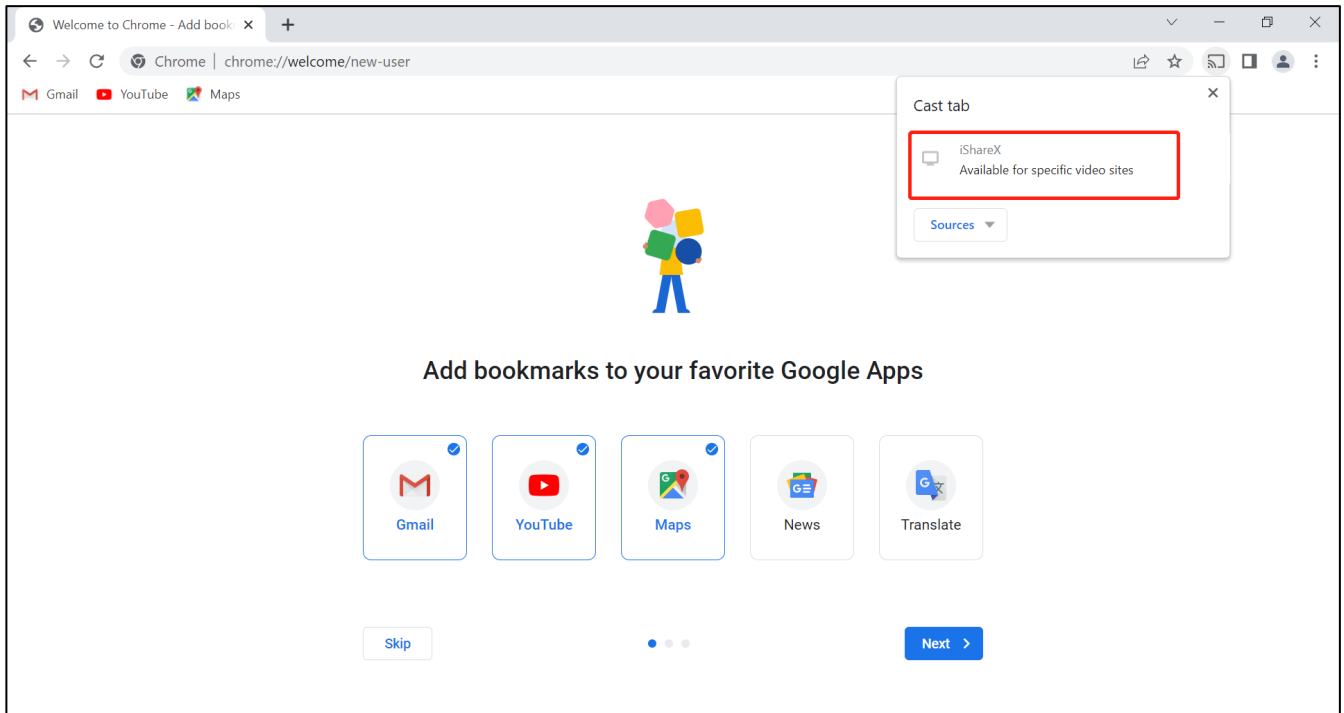 Welcome to Chrome - Add book
Chrome | chrome://welcome/new-user
Gmail YouTube Maps
Cast tab
iShareX
Available for specific video sites
Sources
Add bookmarks to your favorite Google Apps
Gmail YouTube Maps News Translate
Skip
Next